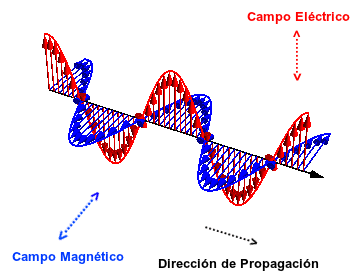 Campo Eléctrico
Campo Magnético
Dirección de Propagación